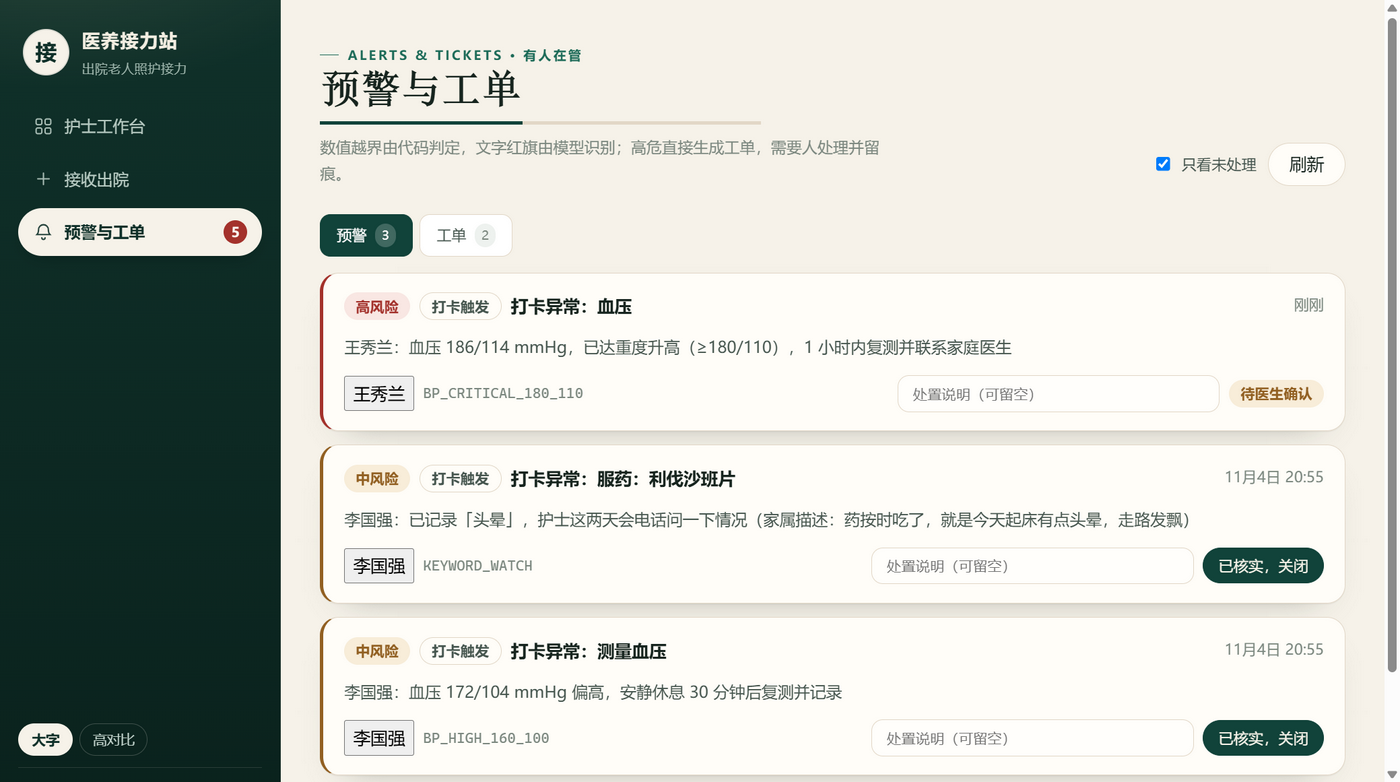 接
医养接力站
出院老人照护接力
护士工作台
接收出院
预警与工单 5
大字 高对比
ALERTS & TICKETS • 有人在管
预警与工单
数值越界由代码判定，文字红旗由模型识别；高危直接生成工单，需要人处理并留
痕。
只看未处理 刷新
预警 3 工单 2
高风险 打卡触发 打卡异常：血压 刚刚
王秀兰：血压 186/114 mmHg，已达重度升高（≥180/110），1 小时内复测并联系家庭医生
王秀兰 BP_CRITICAL_180_110 处置说明（可留空） 待医生确认
中风险 打卡触发 打卡异常：服药：利伐沙班片 11月4日 20:55
李国强：已记录「头晕」，护士这两天会电话问一下情况（家属描述：药按时吃了，就是今天起床有点头晕，走路发飘）
李国强 KEYWORD_WATCH 处置说明（可留空） 已核实，关闭
中风险 打卡触发 打卡异常：测量血压 11月4日 20:55
李国强：血压 172/104 mmHg 偏高，安静休息 30 分钟后复测并记录
李国强 BP_HIGH_160_100 处置说明（可留空） 已核实，关闭